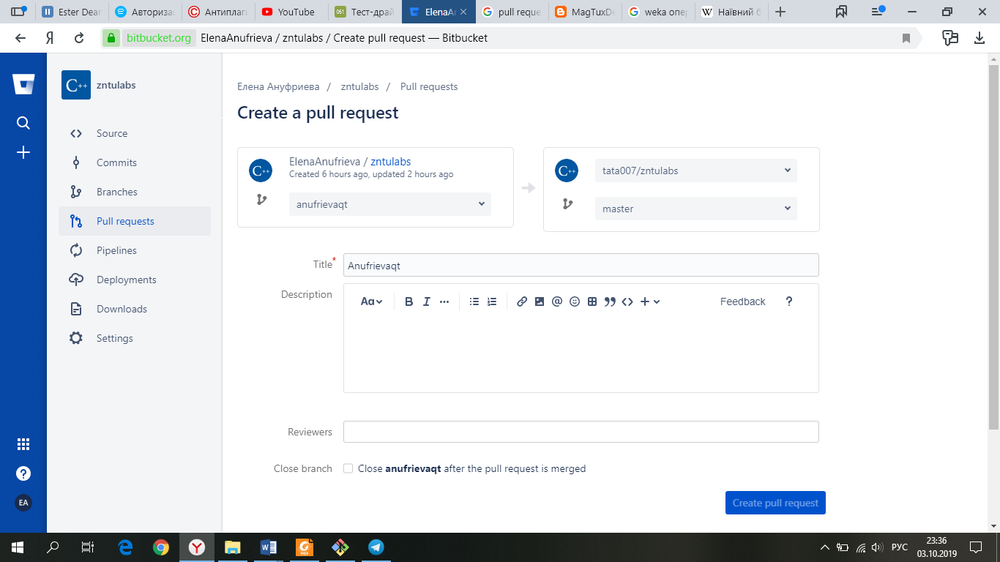 Ester Dean
Авториза
Антиплаги
YouTube
Тест-драй
ElenaAn
pull reque
MagTuxDe
weka опер
Наївний б
bitbucket.org ElenaAnufrieva / zntulabs / Create pull request — Bitbucket
C++ zntulabs
Source
Commits
Branches
Pull requests
Pipelines
Deployments
Downloads
Settings
EA
Елена Ануфриева / zntulabs / Pull requests
Create a pull request
C++ ElenaAnufrieva / zntulabs
Created 6 hours ago, updated 2 hours ago
anufrievaqt
C++ tata007/zntulabs
master
Title* Anufrievaqt
Description
Aa B I ••• @ + Feedback ?
Reviewers
Close branch Close anufrievaqt after the pull request is merged
Create pull request
РУС
23:36
03.10.2019